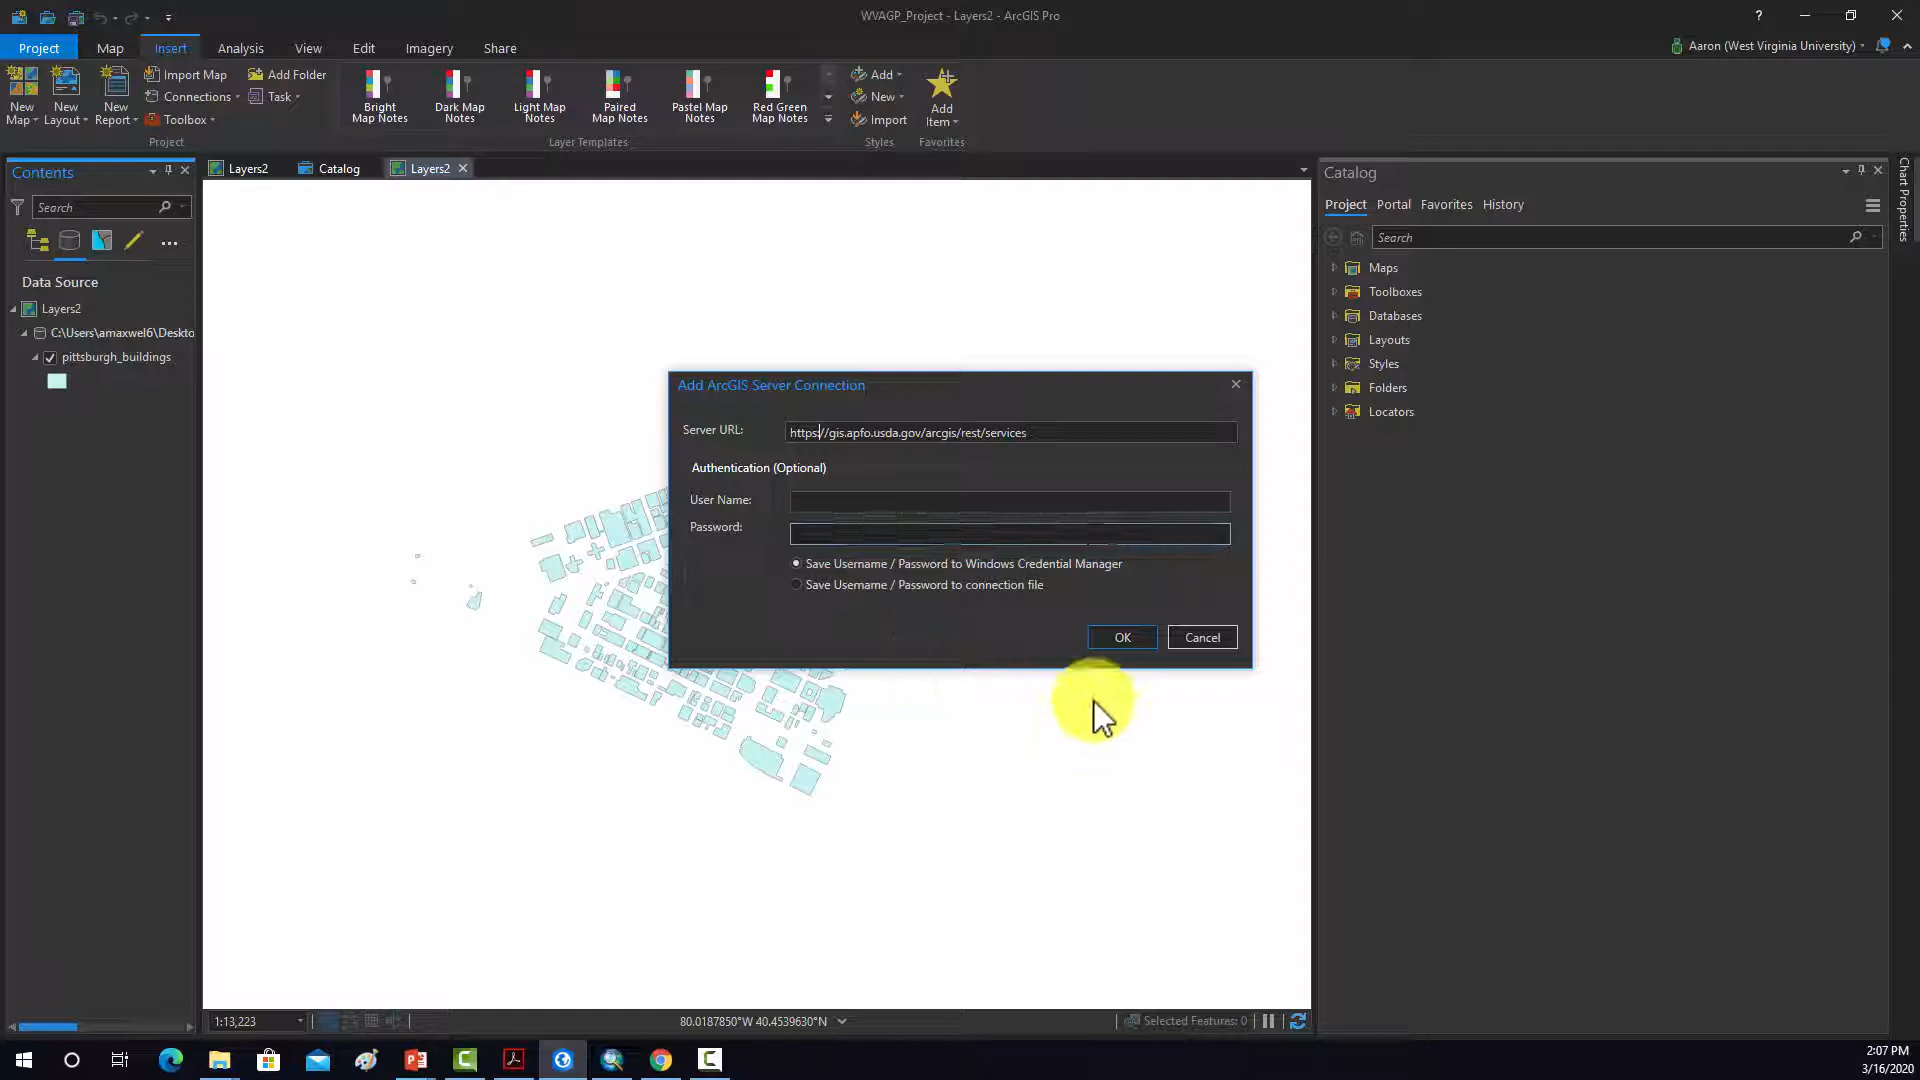 WVAGP_Project - Layers2 - ArcGIS Pro
?
Project Map Insert Analysis View Edit Imagery Share
Aaron (West Virginia University)
New Map
New Layout
New Report
Import Map
Connections
Toolbox
Add Folder
Task
Project
Bright Map Notes
Dark Map Notes
Light Map Notes
Paired Map Notes
Pastel Map Notes
Red Green Map Notes
Layer Templates
Add
New
Import
Styles
Add Item
Favorites
Contents
Search
Data Source
Layers2
C:\Users\amaxwel6\Deskto
pittsburgh_buildings
Layers2
Catalog
Layers2
Add ArcGIS Server Connection
Server URL:
https://gis.apfo.usda.gov/arcgis/rest/services
Authentication (Optional)
User Name:
Password:
Save Username / Password to Windows Credential Manager
Save Username / Password to connection file
OK
Cancel
1:13,223
80.0187850°W 40.4539630°N
Selected Features: 0
Catalog
Project Portal Favorites History
Search
Maps
Toolboxes
Databases
Layouts
Styles
Folders
Locators
Chart Properties
2:07 PM
3/16/2020